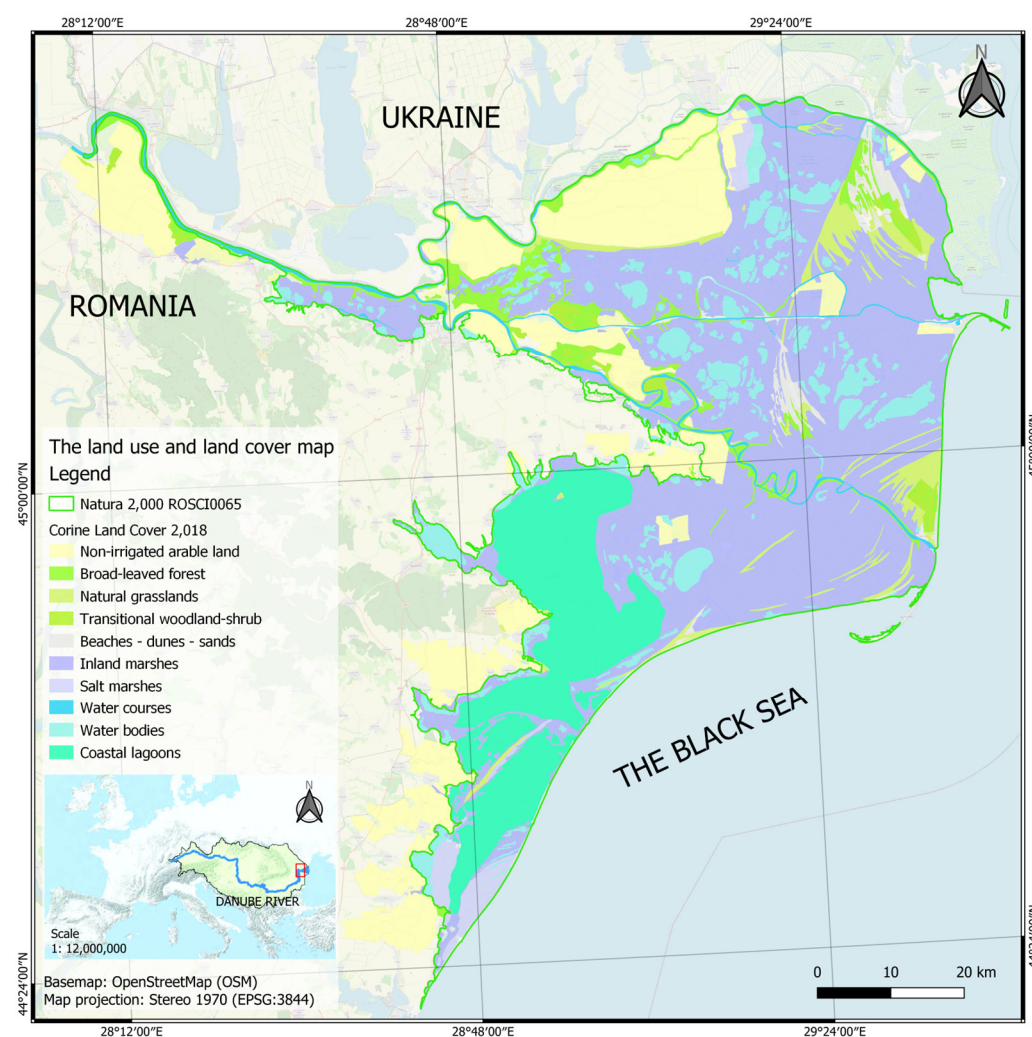 28°12′00″E
28°48′00″E
29°24′00″E
N
UKRAINE
ROMANIA
The land use and land cover map
Legend
Natura 2,000 ROSCI0065
Corine Land Cover 2,018
Non-irrigated arable land
Broad-leaved forest
Natural grasslands
Transitional woodland-shrub
Beaches - dunes - sands
Inland marshes
Salt marshes
Water courses
Water bodies
Coastal lagoons
45°00′00″N
THE BLACK SEA
N
DANUBE RIVER
Scale
1: 12,000,000
Basemap: OpenStreetMap (OSM)
Map projection: Stereo 1970 (EPSG:3844)
0 10 20 km
44°24′00″N
28°12′00″E
28°48′00″E
29°24′00″E